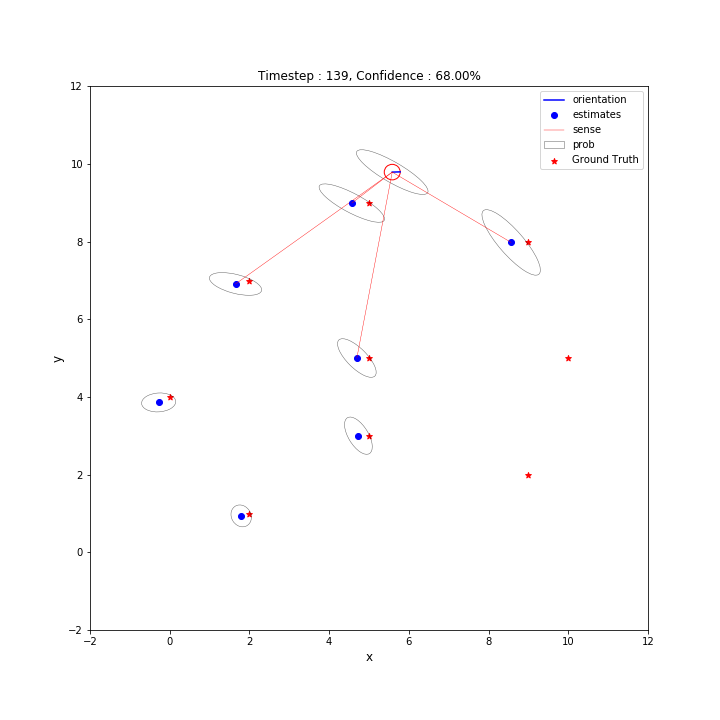 Timestep : 139, Confidence : 68.00%
orientation
estimates
sense
prob
Ground Truth
12
10
8
6
4
2
0
−2
y
−2 0 2 4 6 8 10 12
x